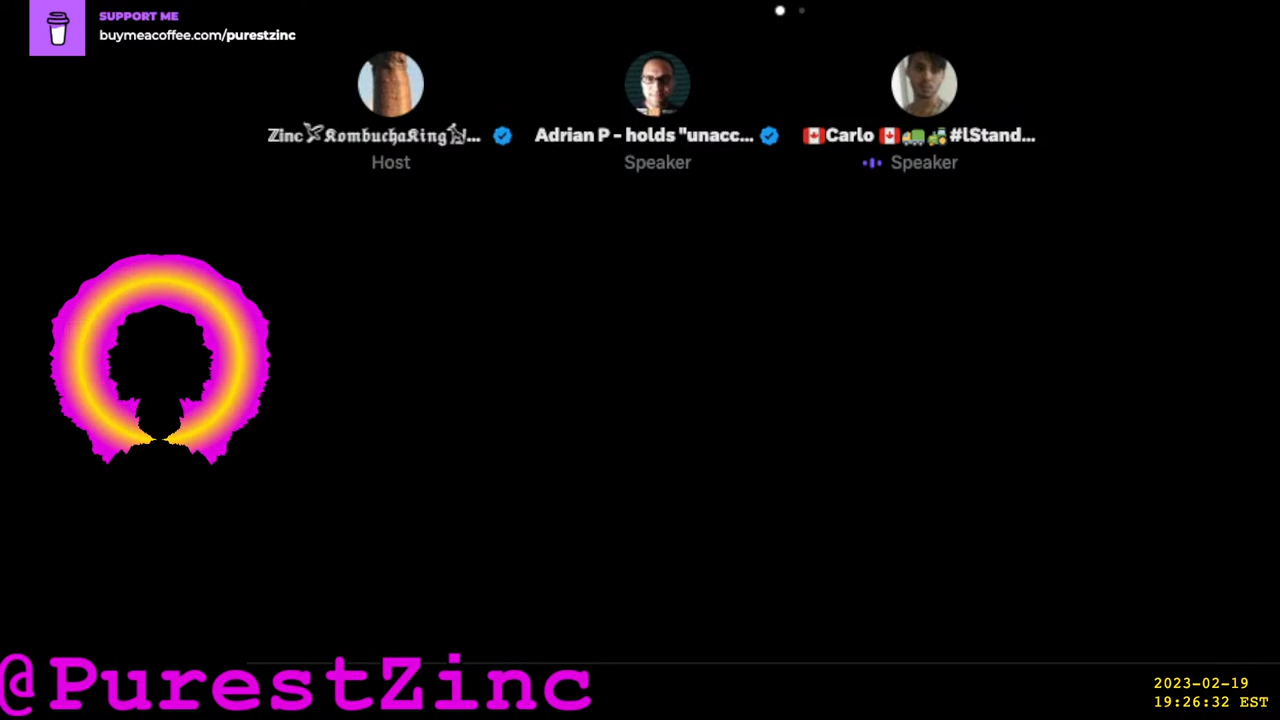 SUPPORT ME
buymeacoffee.com/purestzinc
ℤinc🕊𝕶𝖔𝖒𝖇𝖚𝖈𝖍𝖆𝕶𝖎𝖓𝖌... 
Host
Adrian P - holds "unacc...
Speaker
🇨🇦Carlo 🇨🇦🚛🚜#IStand...
Speaker
@PurestZinc
2023-02-19
19:26:32 EST